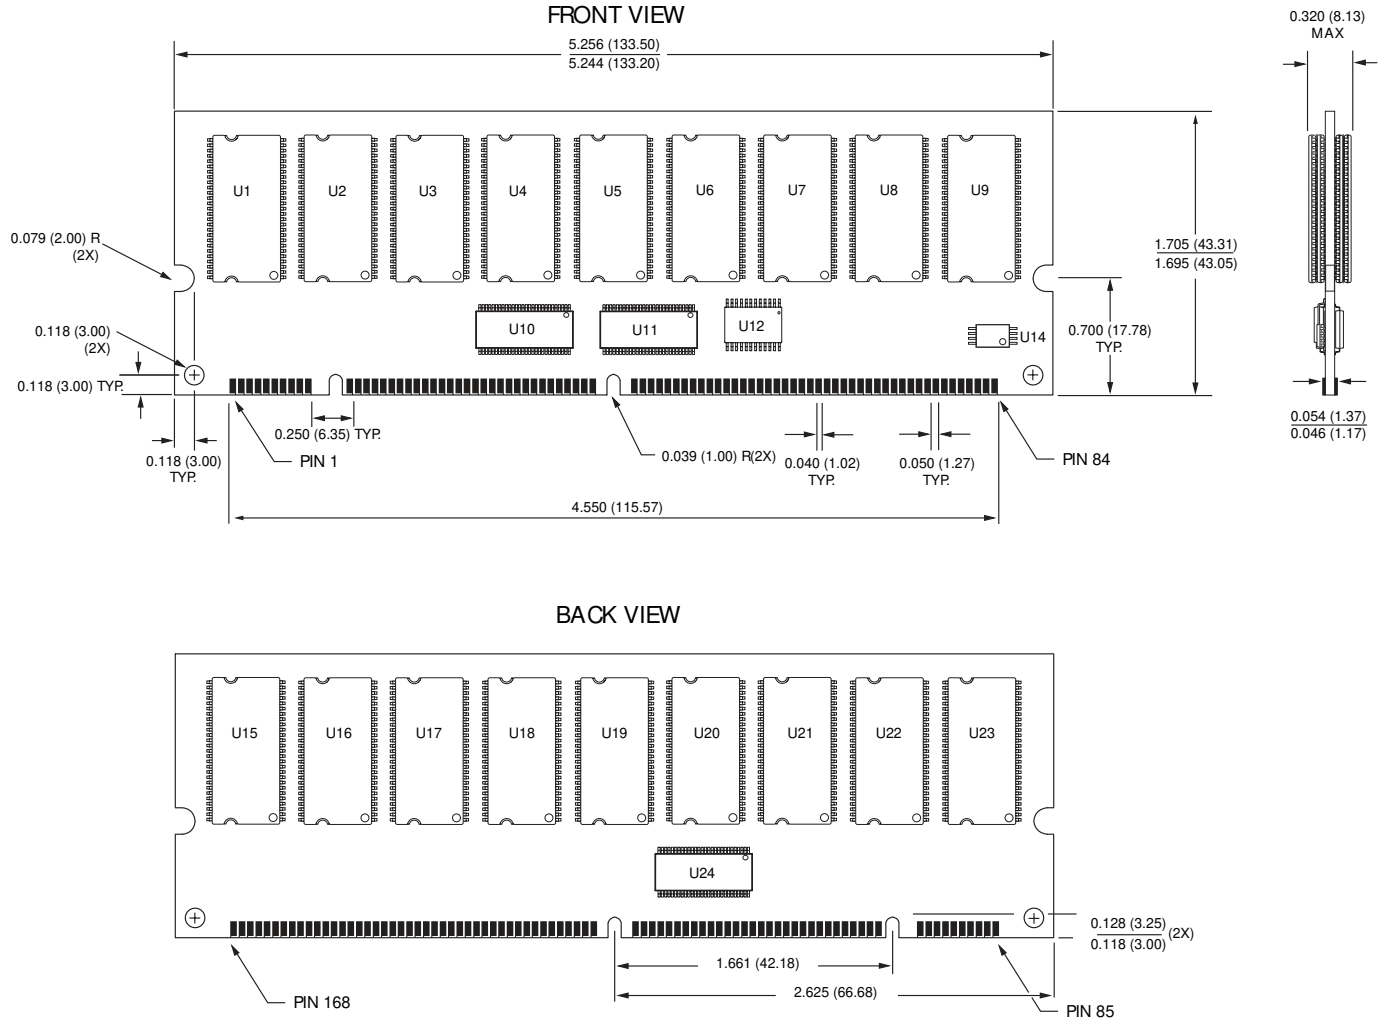 FRONT VIEW
0.320 (8.13)
MAX
5.256 (133.50)
5.244 (133.20)
U1 U2 U3 U4 U5 U6 U7 U8 U9
0.079 (2.00) R
(2X)
1.705 (43.31)
1.695 (43.05)
0.118 (3.00)
(2X)
U10 U11 U12 U14
0.700 (17.78)
TYP.
0.118 (3.00) TYP.
0.250 (6.35) TYP.
0.118 (3.00)
TYP.
PIN 1
0.039 (1.00) R(2X)
0.040 (1.02)
TYP.
0.050 (1.27)
TYP.
PIN 84
0.054 (1.37)
0.046 (1.17)
4.550 (115.57)
BACK VIEW
U15 U16 U17 U18 U19 U20 U21 U22 U23
U24
0.128 (3.25)
0.118 (3.00)
(2X)
1.661 (42.18)
2.625 (66.68)
PIN 168
PIN 85